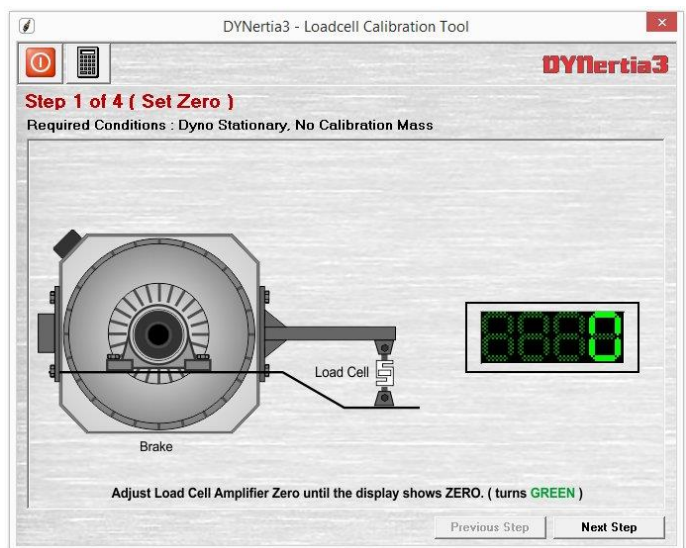 DYNertia3 - Loadcell Calibration Tool
DYNertia3
Step 1 of 4 ( Set Zero )
Required Conditions : Dyno Stationary, No Calibration Mass
0
Load Cell
Brake
Adjust Load Cell Amplifier Zero until the display shows ZERO. ( turns GREEN )
Previous Step
Next Step